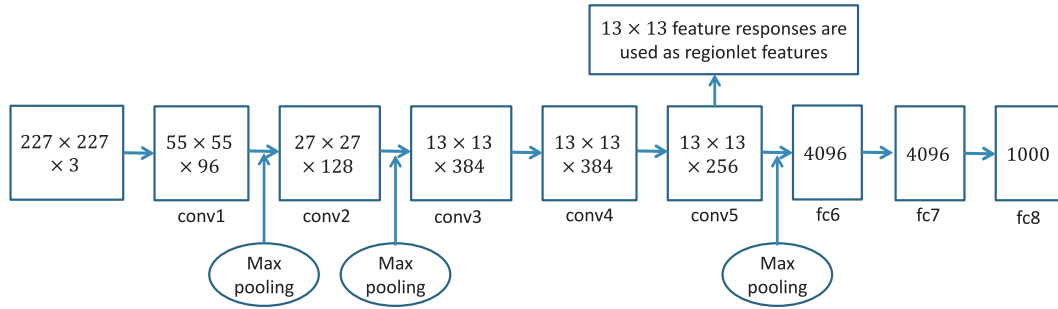 13 × 13 feature responses are
used as regionlet features
227 × 227
× 3
55 × 55
× 96
conv1
27 × 27
× 128
conv2
13 × 13
× 384
conv3
13 × 13
× 384
conv4
13 × 13
× 256
conv5
4096
fc6
4096
fc7
1000
fc8
Max
pooling
Max
pooling
Max
pooling